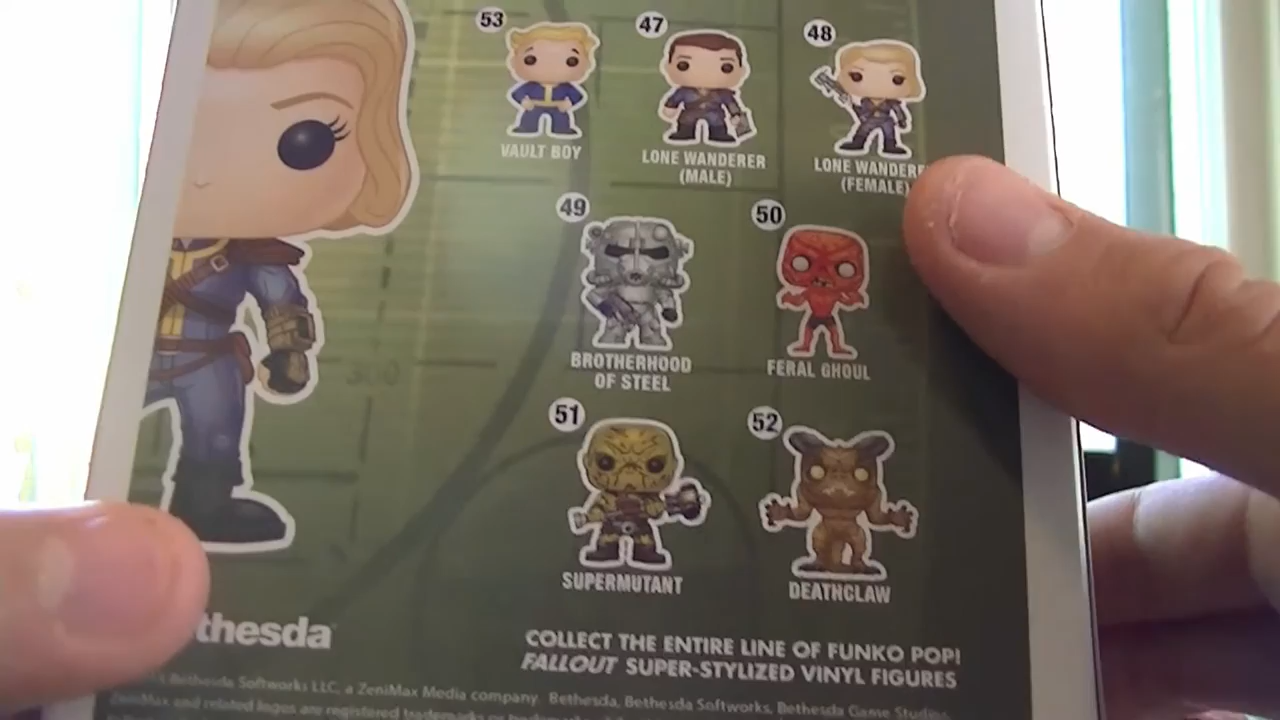 53
VAULT BOY
47
LONE WANDERER
(MALE)
48
LONE WANDERE
(FEMALE)
49
BROTHERHOOD
OF STEEL
50
FERAL GHOUL
51
SUPERMUTANT
52
DEATHCLAW
thesda
COLLECT THE ENTIRE LINE OF FUNKO POP!
FALLOUT SUPER-STYLIZED VINYL FIGURES
Bethesda Softworks LLC, a ZeniMax Media company. Bethesda, Bethesda Softworks, Bethesda Game Studios,
ZeniMax and related logos are registered trademarks or